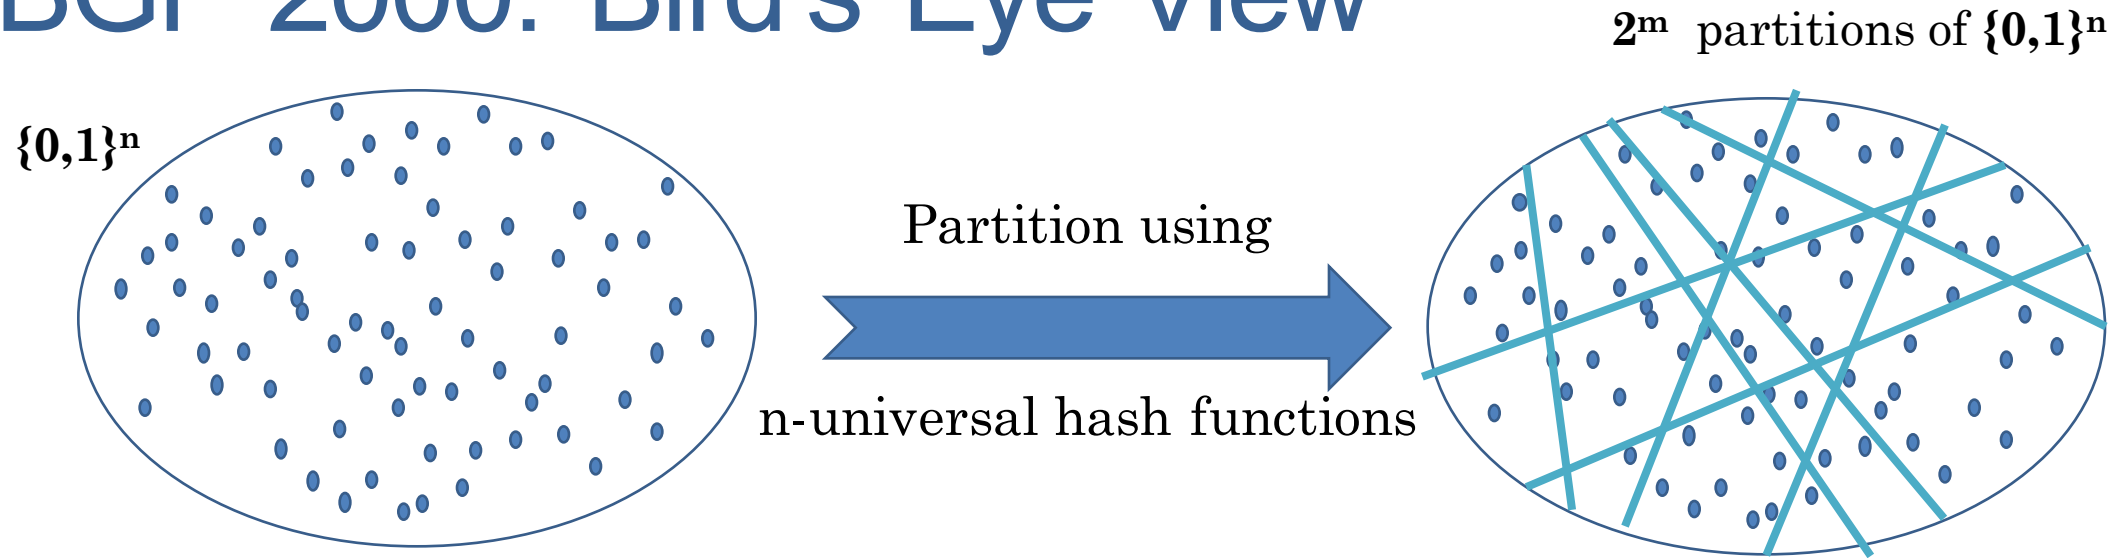 BGP 2000: Bird's Eye View
2ᵐ partitions of {0,1}ⁿ
{0,1}ⁿ
Partition using
n-universal hash functions